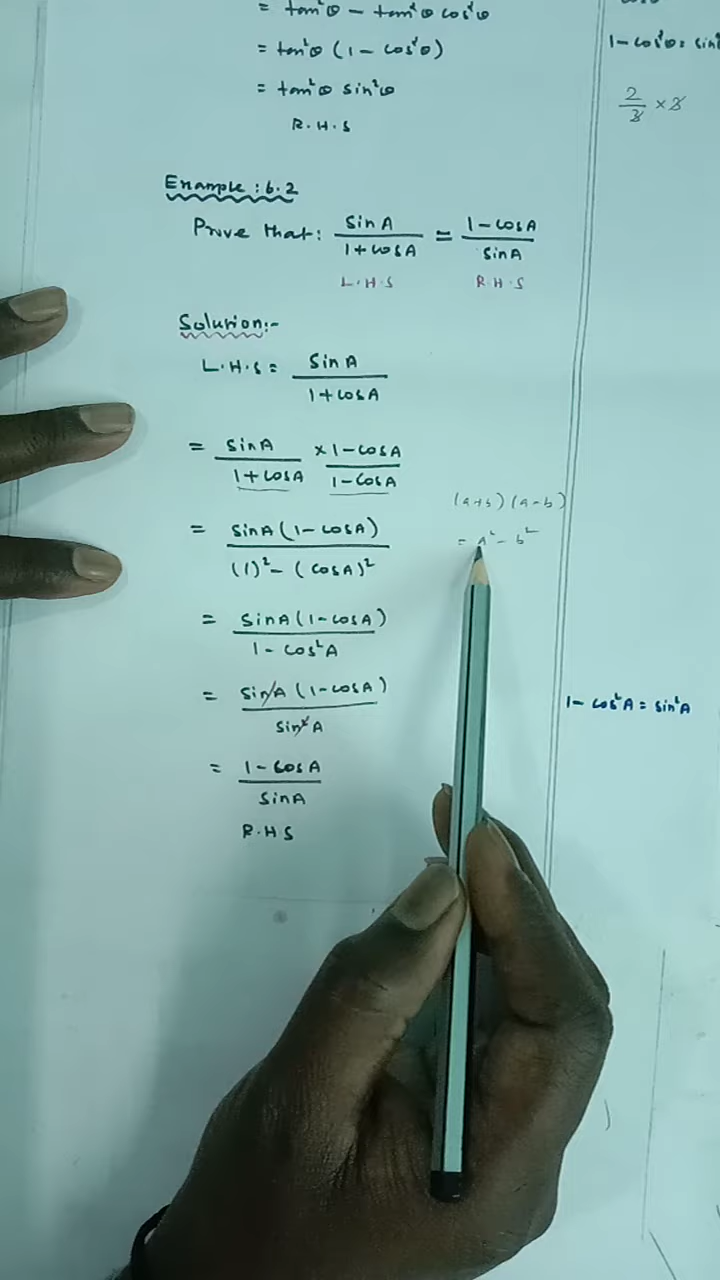 = tan²θ - tan²θ cos²θ
= tan²θ (1 - cos²θ)
= tan²θ sin²θ
R.H.S
1 - cos²θ = sin²
2/3 × 3
Example : 6.2
Prove that: sin A / 1 + cos A = 1 - cos A / sin A
L.H.S R.H.S
Solution:-
L.H.S = sin A / 1 + cos A
= sin A / 1 + cos A × 1 - cos A / 1 - cos A
(a+b) (a-b)
= a² - b²
= sin A (1 - cos A) / (1)² - (cos A)²
= sin A (1 - cos A) / 1 - cos²A
= sin A (1 - cos A) / sin² A
1 - cos²A = sin²A
= 1 - cos A / sin A
R.H.S